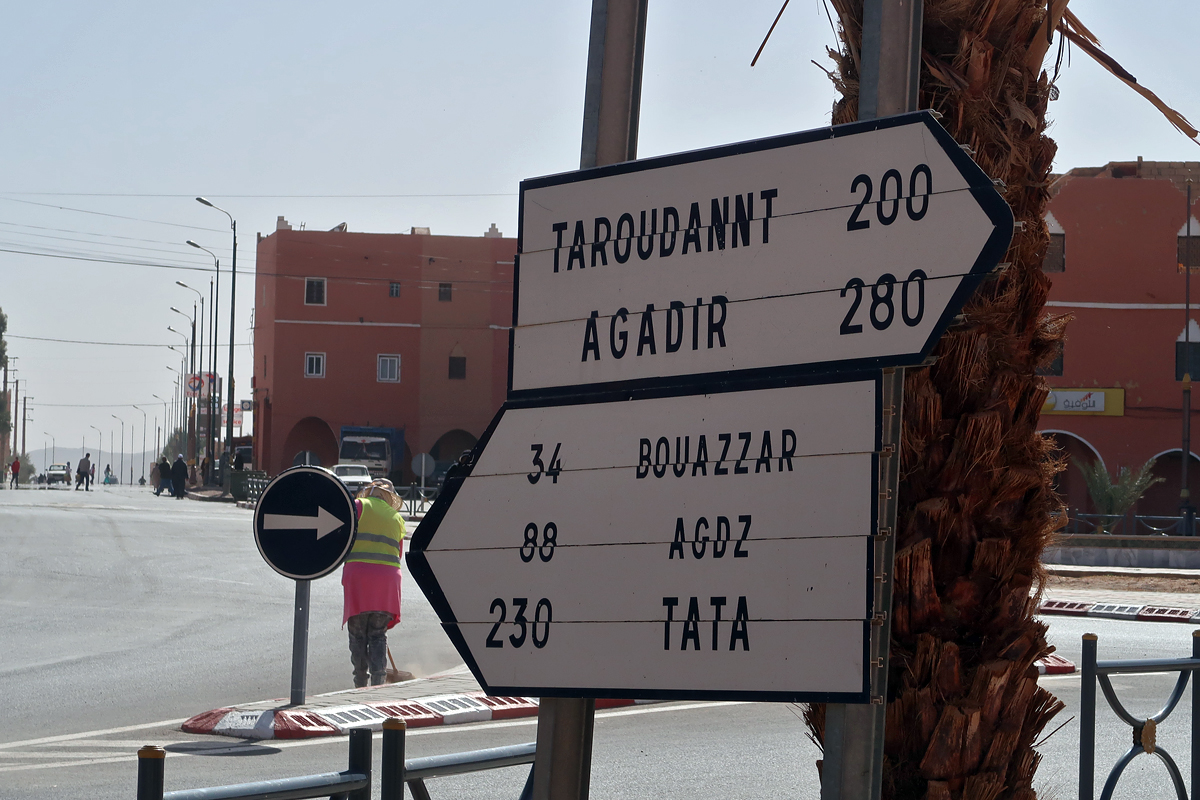 TAROUDANNT 200
AGADIR 280
34 BOUAZZAR
88 AGDZ
230 TATA